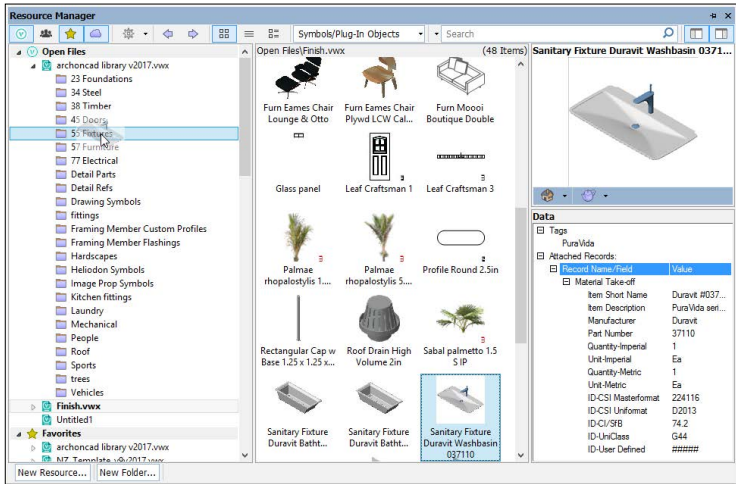 Resource Manager
Symbols/Plug-In Objects
Search
Open Files
archoncad library v2017.vwx
23 Foundations
34 Steel
38 Timber
45 Doors
55 Fixtures
57 Furniture
77 Electrical
Detail Parts
Detail Refs
Drawing Symbols
fittings
Framing Member Custom Profiles
Framing Member Flashings
Hardscapes
Heliodon Symbols
Image Prop Symbols
Kitchen fittings
Laundry
Mechanical
People
Roof
Sports
trees
Vehicles
Finish.vwx
Untitled1
Favorites
archoncad library v2017.vwx
NZ_Template_v9v2017.vwx
New Resource...
New Folder...
Open Files\Finish.vwx
(48 Items)
Furn Eames Chair
Lounge & Otto
Furn Eames Chair
Plywd LCW Cal...
Furn Moooi
Boutique Double
Glass panel
Leaf Craftsman 1
Leaf Craftsman 3
Palmae
rhopalostylis 1....
Palmae
rhopalostylis 5....
Profile Round 2.5in
Rectangular Cap w
Base 1.25 x 1.25 x...
Roof Drain High
Volume 2in
Sabal palmetto 1.5
S IP
Sanitary Fixture
Duravit Batht...
Sanitary Fixture
Duravit Batht...
Sanitary Fixture
Duravit Washbasin
037110
Sanitary Fixture Duravit Washbasin 0371...
Data
Tags
PuraVida
Attached Records:
Record Name/Field Value
Material Take-off
Item Short Name Duravit #037...
Item Description PuraVida seri...
Manufacturer Duravit
Part Number 37110
Quantity-Imperial 1
Unit-Imperial Ea
Quantity-Metric 1
Unit-Metric Ea
ID-CSI Masterformat 224116
ID-CSI Uniformat D2013
ID-CI/SfB 74.2
ID-UniClass G44
ID-User Defined #####